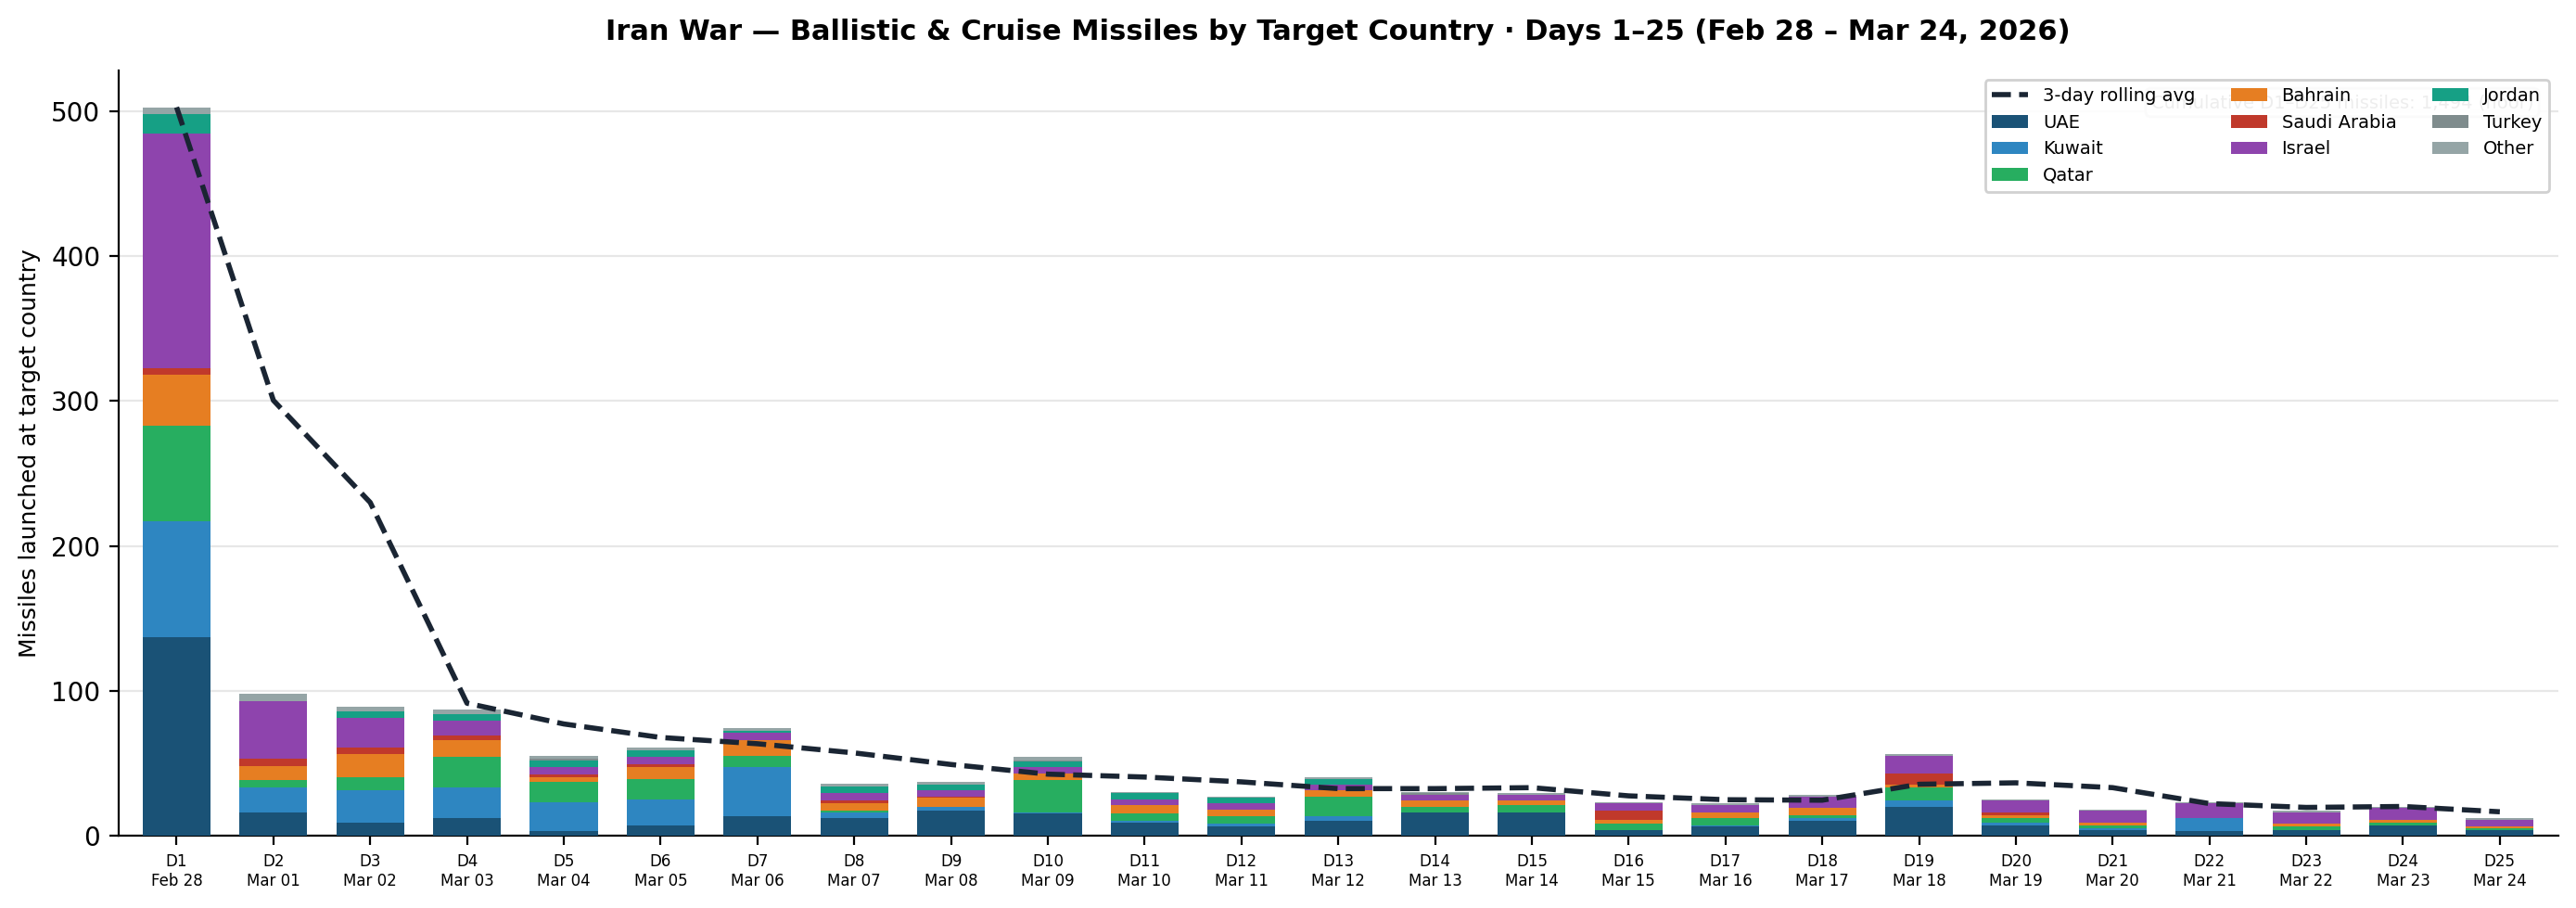 Iran War — Ballistic & Cruise Missiles by Target Country · Days 1–25 (Feb 28 – Mar 24, 2026)
Missiles launched at target country
500
400
300
200
100
0
3-day rolling avg
UAE
Kuwait
Qatar
Bahrain
Saudi Arabia
Israel
Jordan
Turkey
Other
D1 D2 D3 D4 D5 D6 D7 D8 D9 D10 D11 D12 D13 D14 D15 D16 D17 D18 D19 D20 D21 D22 D23 D24 D25
Feb 28 Mar 01 Mar 02 Mar 03 Mar 04 Mar 05 Mar 06 Mar 07 Mar 08 Mar 09 Mar 10 Mar 11 Mar 12 Mar 13 Mar 14 Mar 15 Mar 16 Mar 17 Mar 18 Mar 19 Mar 20 Mar 21 Mar 22 Mar 23 Mar 24